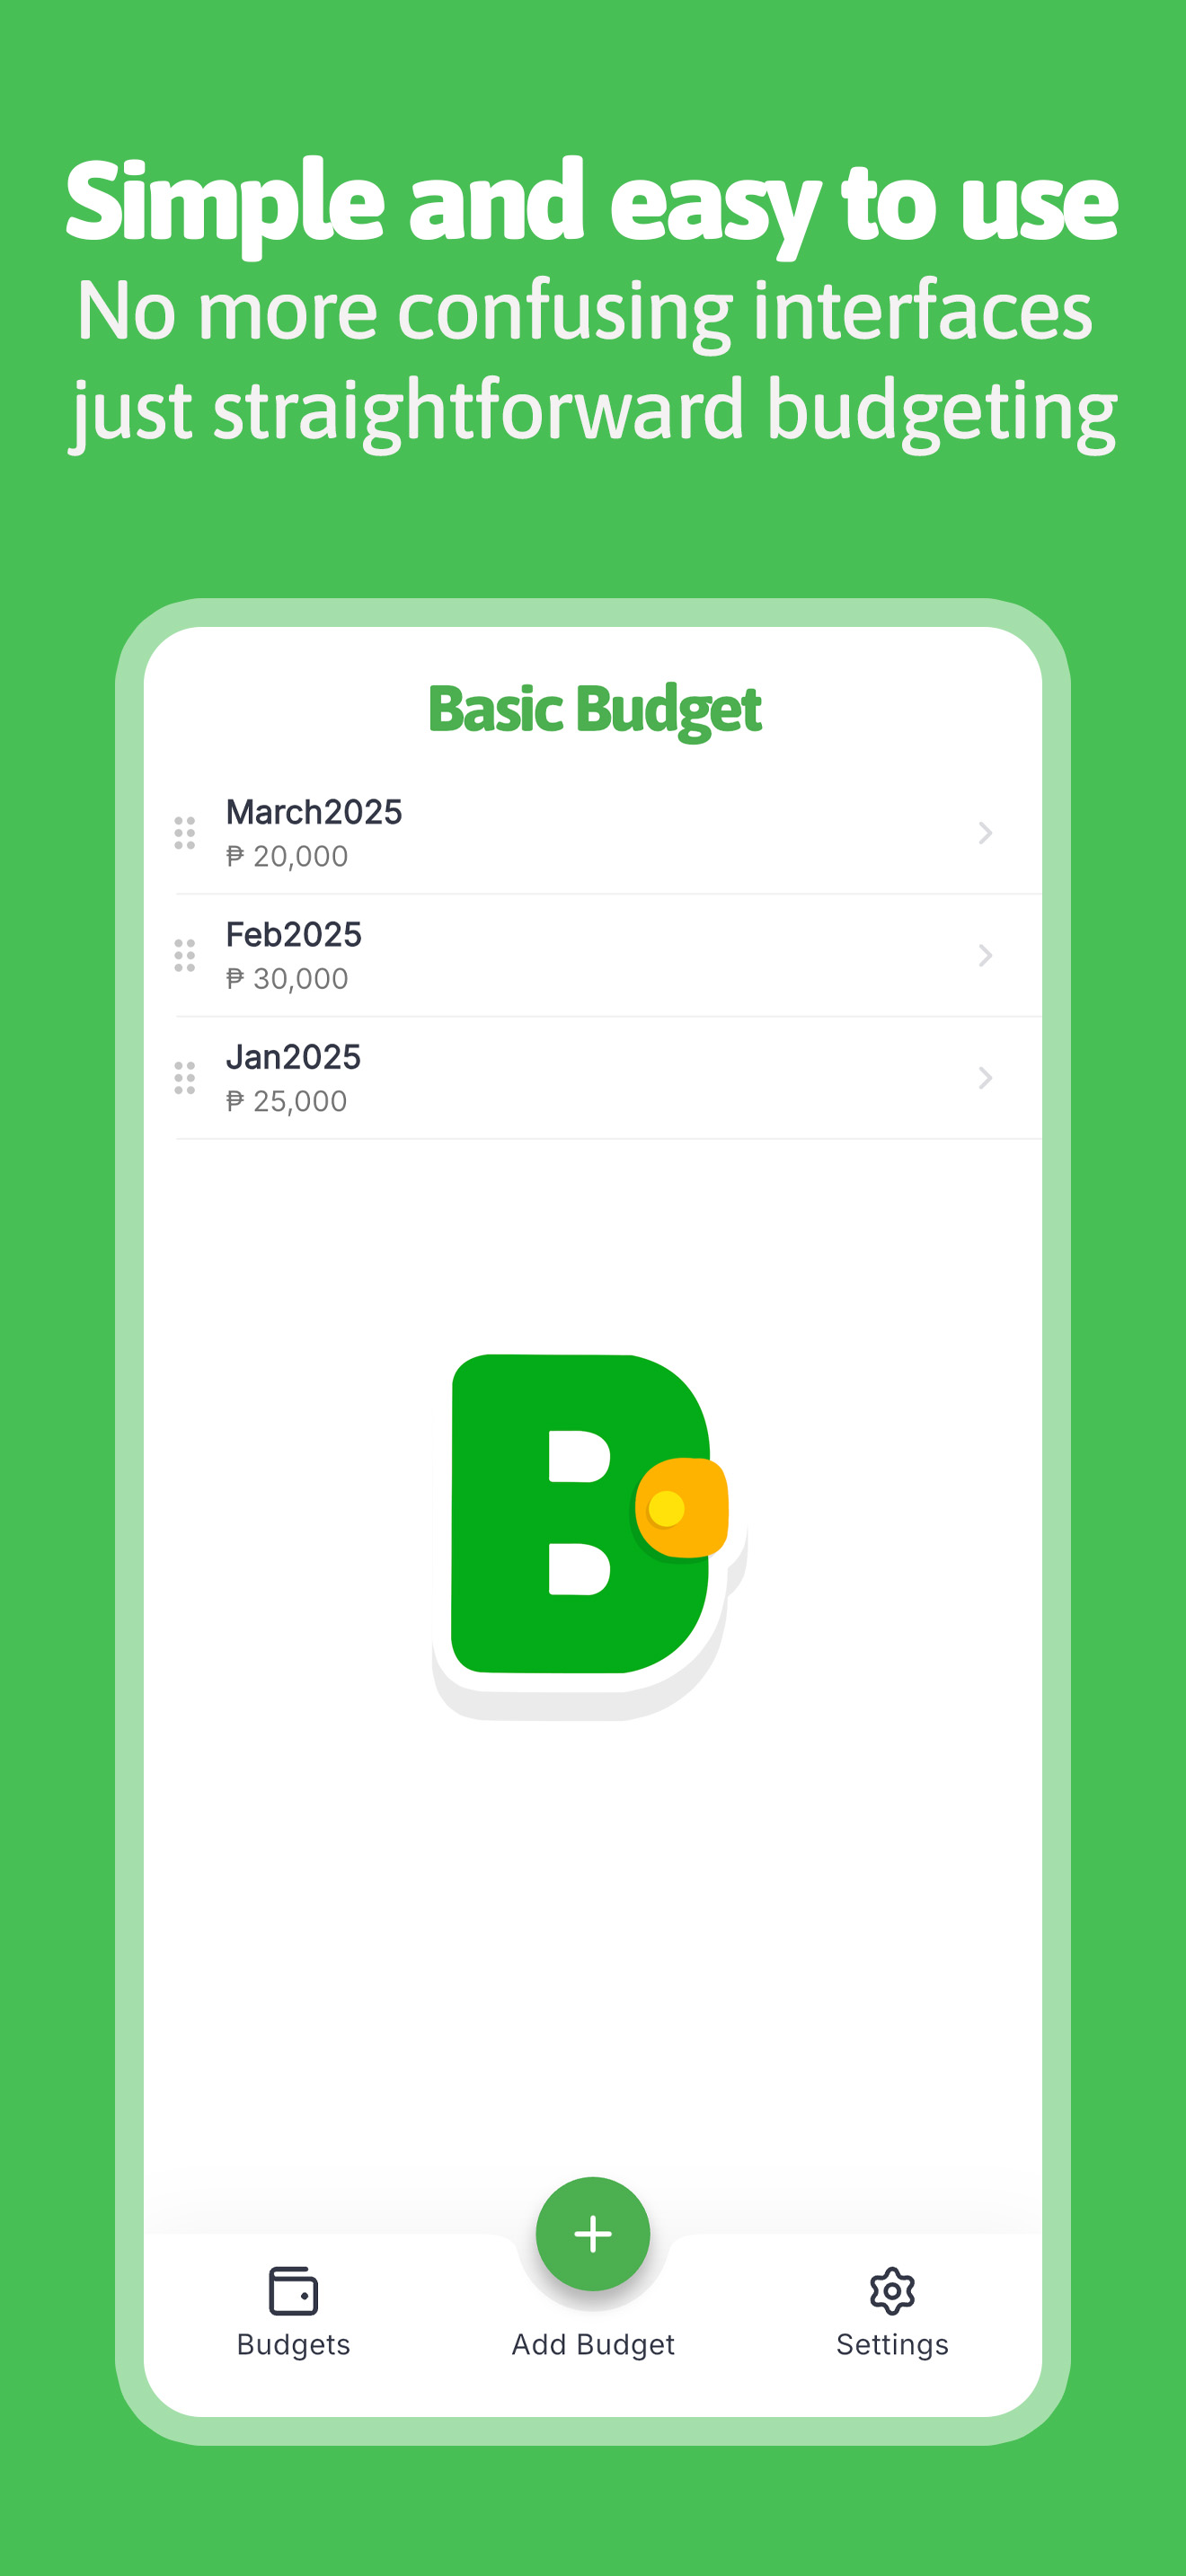 Simple and easy to use
No more confusing interfaces
just straightforward budgeting
Basic Budget
March2025
₱ 20,000
Feb2025
₱ 30,000
Jan2025
₱ 25,000
B
Budgets
Add Budget
Settings